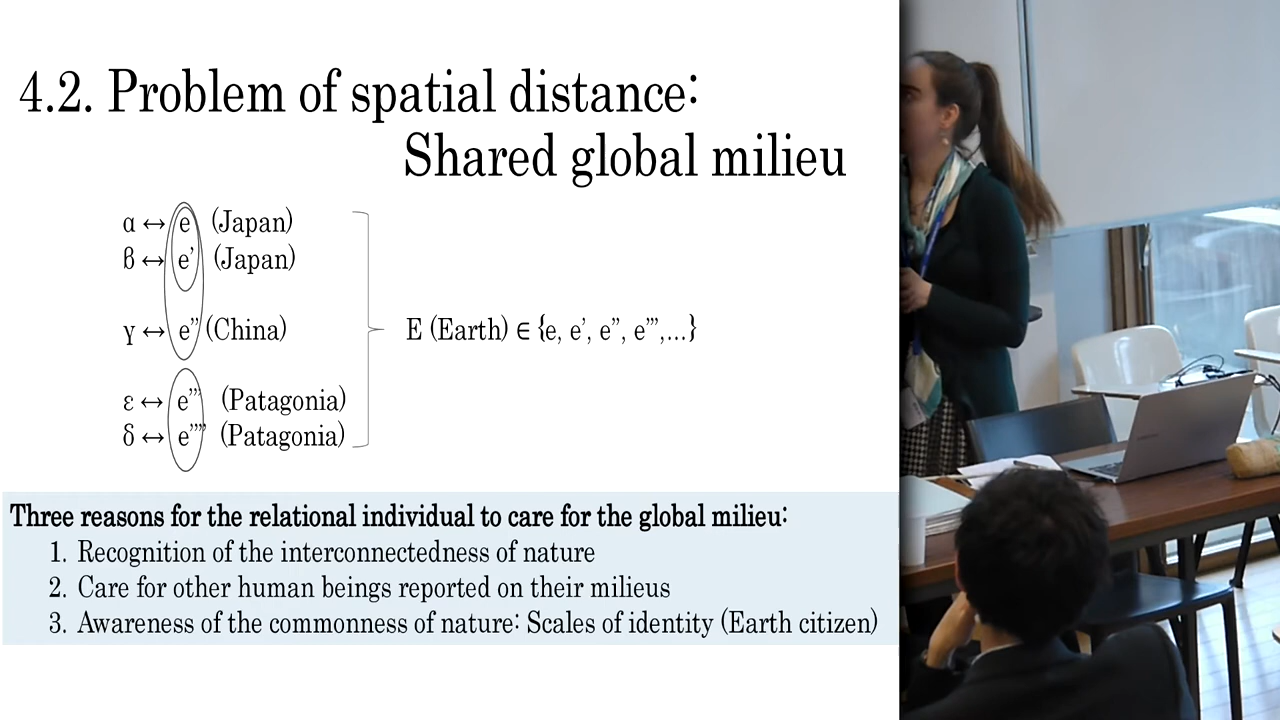 4.2. Problem of spatial distance:
Shared global milieu
α ↔ e (Japan)
β ↔ e’ (Japan)
γ ↔ e” (China)
E (Earth) ∈ {e, e’, e”, e”’,...}
ε ↔ e”’ (Patagonia)
δ ↔ e”” (Patagonia)
Three reasons for the relational individual to care for the global milieu:
1. Recognition of the interconnectedness of nature
2. Care for other human beings reported on their milieus
3. Awareness of the commonness of nature: Scales of identity (Earth citizen)